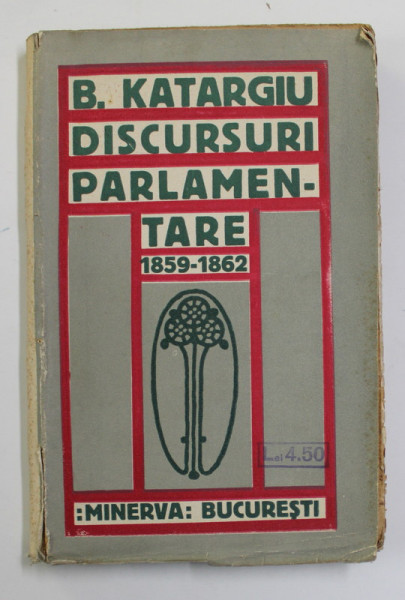 B. KATARGIU
DISCURSURI
PARLAMEN-
TARE
1859-1862
Lei 4.50
:MINERVA: BUCUREȘTI